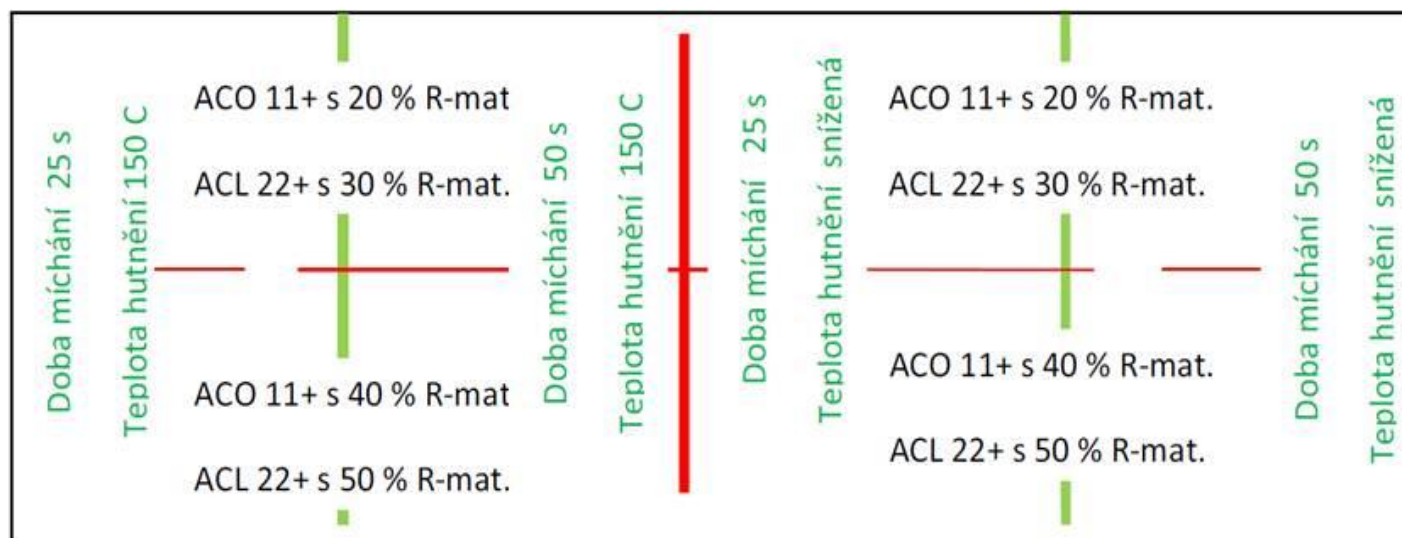 Doba míchání 25 s
Teplota hutnění 150 C
ACO 11+ s 20 % R-mat
ACL 22+ s 30 % R-mat.
ACO 11+ s 40 % R-mat
ACL 22+ s 50 % R-mat.
Doba míchání 50 s
Teplota hutnění 150 C
Doba míchání 25 s
Teplota hutnění snížená
ACO 11+ s 20 % R-mat.
ACL 22+ s 30 % R-mat.
ACO 11+ s 40 % R-mat.
ACL 22+ s 50 % R-mat.
Doba míchání 50 s
Teplota hutnění snížená